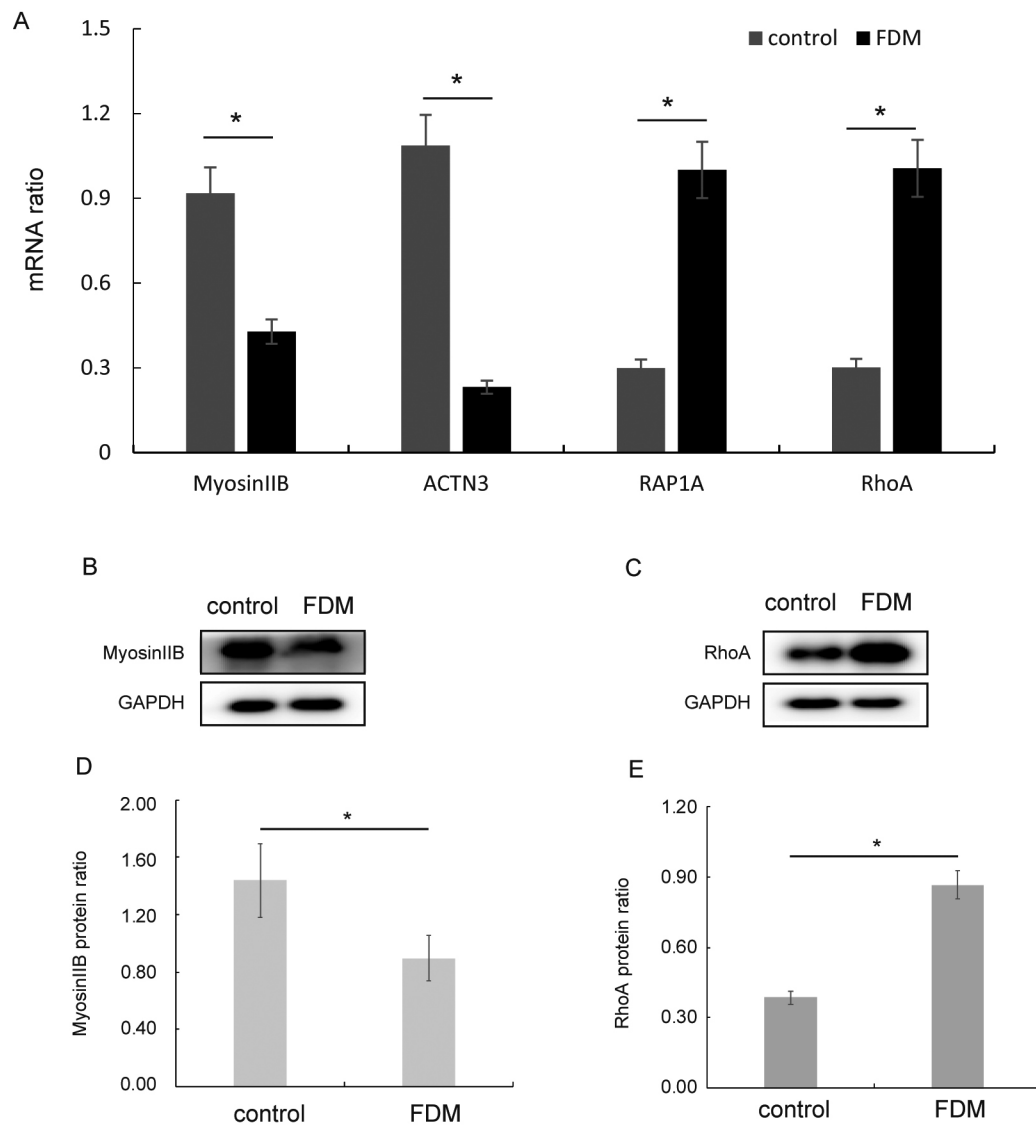 A
1.5
1.2
0.9
0.6
0.3
0
mRNA ratio
control FDM
* * * *
MyosinIIB ACTN3 RAP1A RhoA
B
control FDM
MyosinIIB
GAPDH
C
control FDM
RhoA
GAPDH
D
2.00
1.60
1.20
0.80
0.40
0.00
MyosinIIB protein ratio
*
control FDM
E
1.20
0.90
0.60
0.30
0.00
RhoA protein ratio
*
control FDM